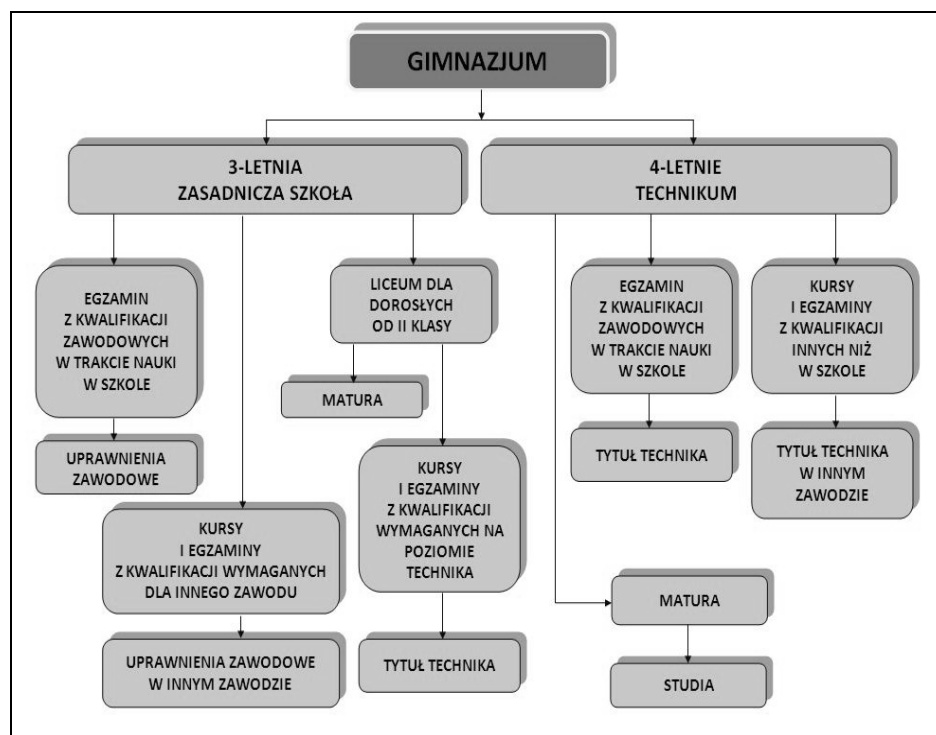 GIMNAZJUM
3-LETNIA
ZASADNICZA SZKOŁA
4-LETNIE
TECHNIKUM
EGZAMIN
Z KWALIFIKACJI
ZAWODOWYCH
W TRAKCIE NAUKI
W SZKOLE
UPRAWNIENIA
ZAWODOWE
KURSY
I EGZAMINY
Z KWALIFIKACJI WYMAGANYCH
DLA INNEGO ZAWODU
UPRAWNIENIA ZAWODOWE
W INNYM ZAWODZIE
LICEUM DLA
DOROSŁYCH
OD II KLASY
MATURA
KURSY
I EGZAMINY
Z KWALIFIKACJI
WYMAGANYCH NA
POZIOMIE
TECHNIKA
TYTUŁ TECHNIKA
EGZAMIN
Z KWALIFIKACJI
ZAWODOWYCH
W TRAKCIE NAUKI
W SZKOLE
TYTUŁ TECHNIKA
KURSY
I EGZAMINY
Z KWALIFIKACJI
INNYCH NIŻ
W SZKOLE
TYTUŁ TECHNIKA
W INNYM
ZAWODZIE
MATURA
STUDIA